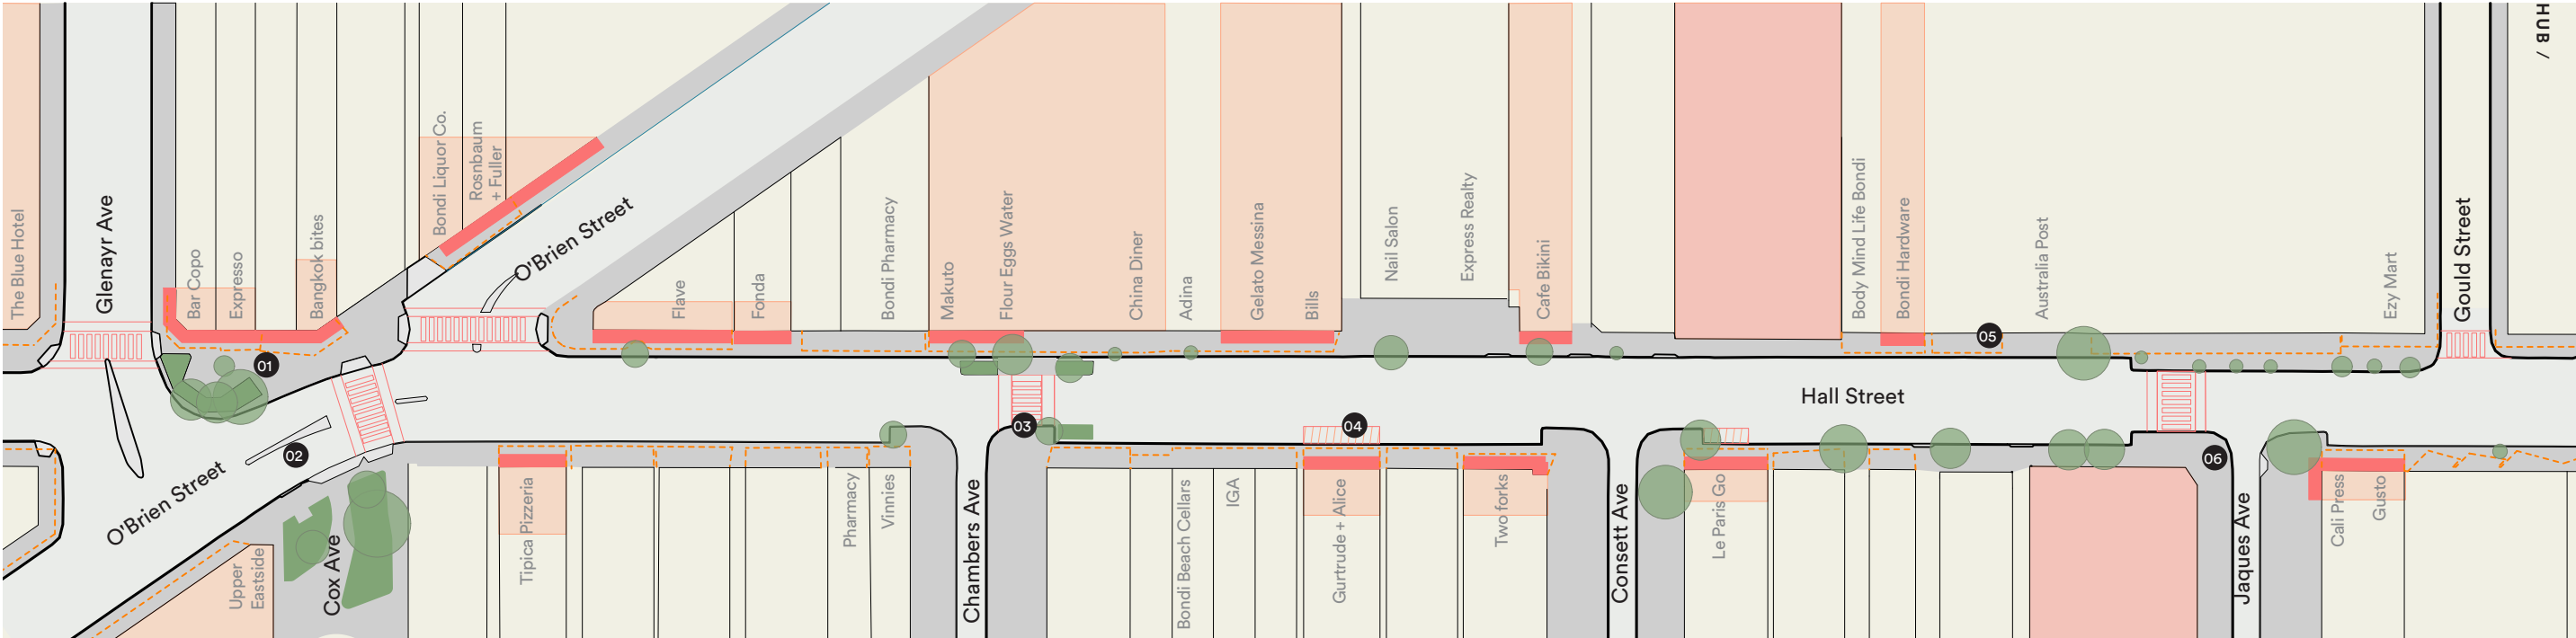 HUB /
The Blue Hotel
Glenayr Ave
Bar Copo
Expresso
Bangkok bites
Bondi Liquor Co.
Rosnbaum
+ Fuller
O'Brien Street
Flave
Fonda
Bondi Pharmacy
Makuto
Flour Eggs Water
China Diner
Adina
Gelato Messina
Bills
Nail Salon
Express Realty
Cafe Bikini
Body Mind Life Bondi
Bondi Hardware
Australia Post
Ezy Mart
Gould Street
01
02
03
04
05
06
Hall Street
O'Brien Street
Upper
Eastside
Cox Ave
Tipica Pizzeria
Pharmacy
Vinnies
Chambers Ave
Bondi Beach Cellars
IGA
Gurtrude + Alice
Two forks
Consett Ave
Le Paris Go
Jaques Ave
Cali Press
Gusto